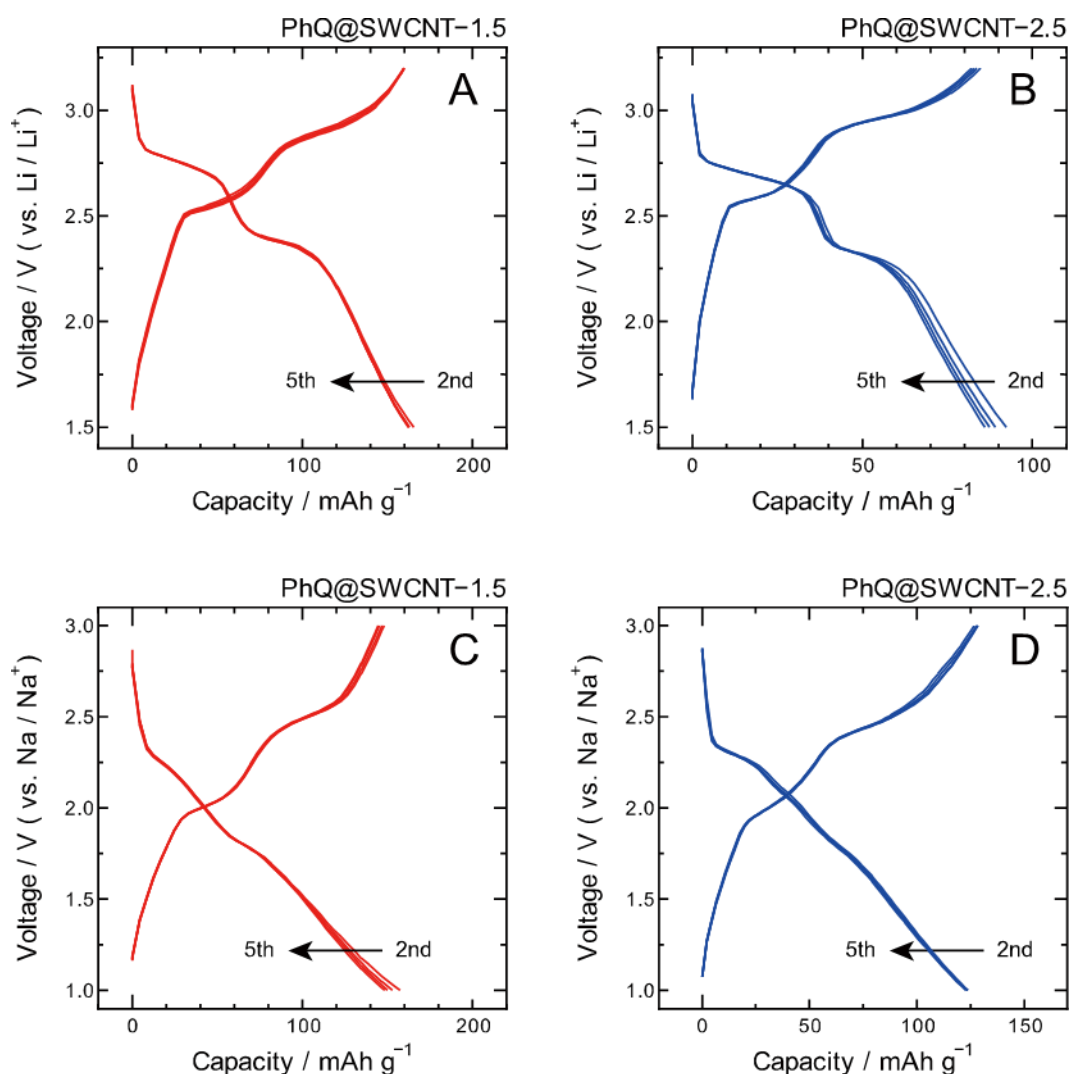 PhQ@SWCNT−1.5
A
3.0
2.5
2.0
1.5
Voltage / V ( vs. Li / Li⁺)
5th
2nd
0
100
200
Capacity / mAh g⁻¹
PhQ@SWCNT−2.5
B
3.0
2.5
2.0
1.5
Voltage / V ( vs. Li / Li⁺)
5th
2nd
0
50
100
Capacity / mAh g⁻¹
PhQ@SWCNT−1.5
C
3.0
2.5
2.0
1.5
1.0
Voltage / V ( vs. Na / Na⁺)
5th
2nd
0
100
200
Capacity / mAh g⁻¹
PhQ@SWCNT−2.5
D
3.0
2.5
2.0
1.5
1.0
Voltage / V ( vs. Na / Na⁺)
5th
2nd
0
50
100
150
Capacity / mAh g⁻¹